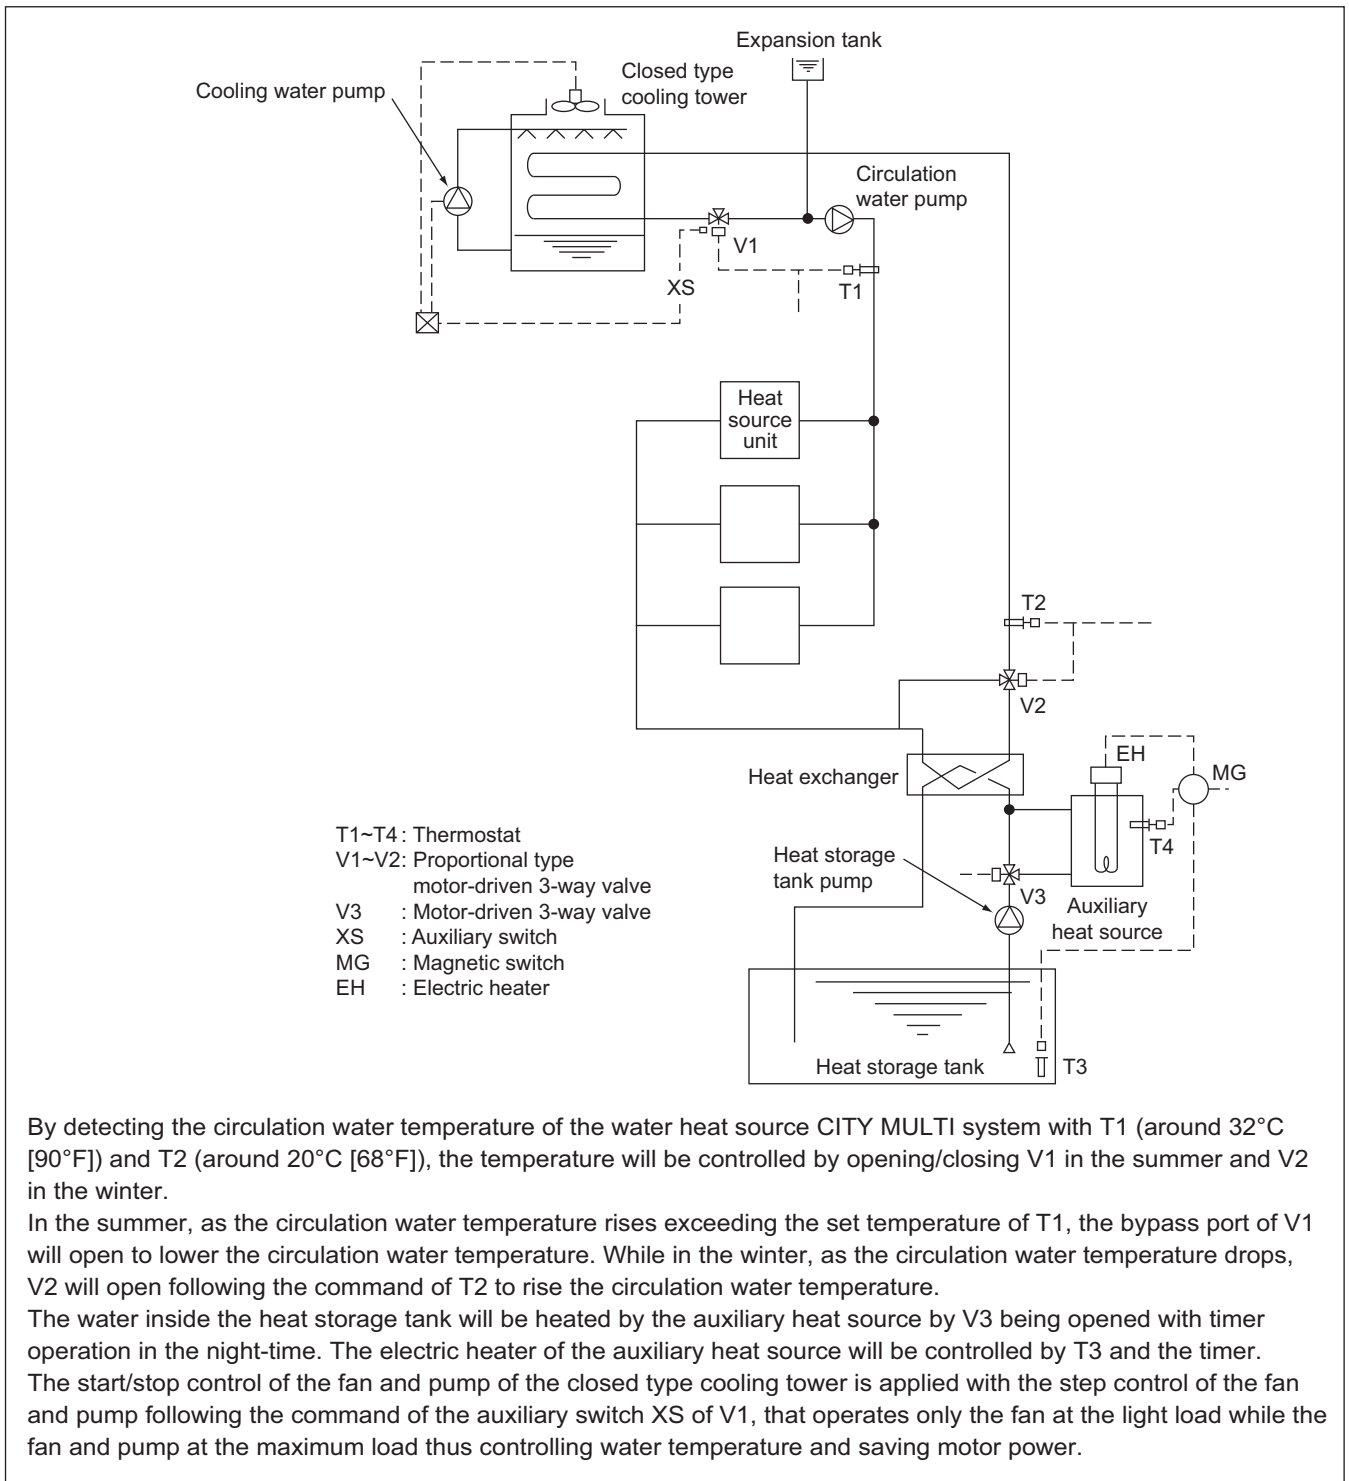 Expansion tank
Closed type
cooling tower
Cooling water pump
Circulation
water pump
V1
XS
T1
Heat
source
unit
T2
V2
EH
MG
Heat exchanger
T4
Heat storage
tank pump
V3
Auxiliary
heat source
T1~T4 : Thermostat
V1~V2: Proportional type
motor-driven 3-way valve
V3 : Motor-driven 3-way valve
XS : Auxiliary switch
MG : Magnetic switch
EH : Electric heater
Heat storage tank
T3
By detecting the circulation water temperature of the water heat source CITY MULTI system with T1 (around 32°C
[90°F]) and T2 (around 20°C [68°F]), the temperature will be controlled by opening/closing V1 in the summer and V2
in the winter.
In the summer, as the circulation water temperature rises exceeding the set temperature of T1, the bypass port of V1
will open to lower the circulation water temperature. While in the winter, as the circulation water temperature drops,
V2 will open following the command of T2 to rise the circulation water temperature.
The water inside the heat storage tank will be heated by the auxiliary heat source by V3 being opened with timer
operation in the night-time. The electric heater of the auxiliary heat source will be controlled by T3 and the timer.
The start/stop control of the fan and pump of the closed type cooling tower is applied with the step control of the fan
and pump following the command of the auxiliary switch XS of V1, that operates only the fan at the light load while the
fan and pump at the maximum load thus controlling water temperature and saving motor power.